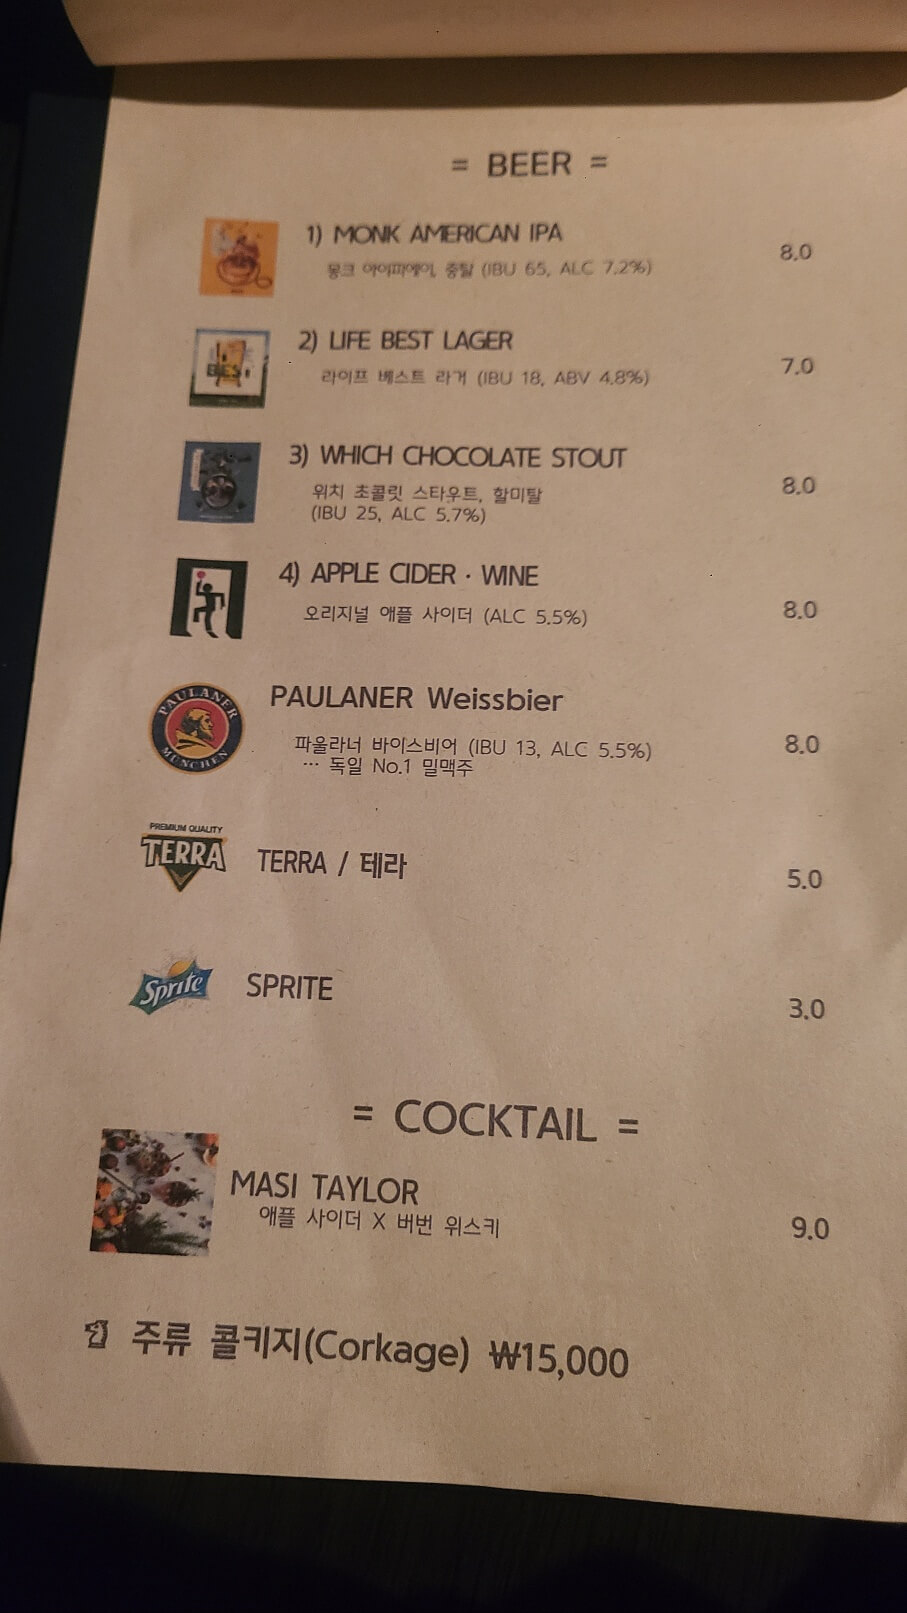 = BEER =
1) MONK AMERICAN IPA
몽크 아이피에이, 중탈 (IBU 65, ALC 7.2%)
8.0
2) LIFE BEST LAGER
라이프 베스트 라거 (IBU 18, ABV 4.8%)
7.0
3) WHICH CHOCOLATE STOUT
위치 초콜릿 스타우트, 할미탈
(IBU 25, ALC 5.7%)
8.0
4) APPLE CIDER · WINE
오리지널 애플 사이더 (ALC 5.5%)
8.0
PAULANER
MÜNCHEN
PAULANER Weissbier
파울라너 바이스비어 (IBU 13, ALC 5.5%)
… 독일 No.1 밀맥주
8.0
PREMIUM QUALITY
TERRA
TERRA / 테라
5.0
Sprite
SPRITE
3.0
= COCKTAIL =
MASI TAYLOR
애플 사이더 X 버번 위스키
9.0
주류 콜키지(Corkage) ₩15,000